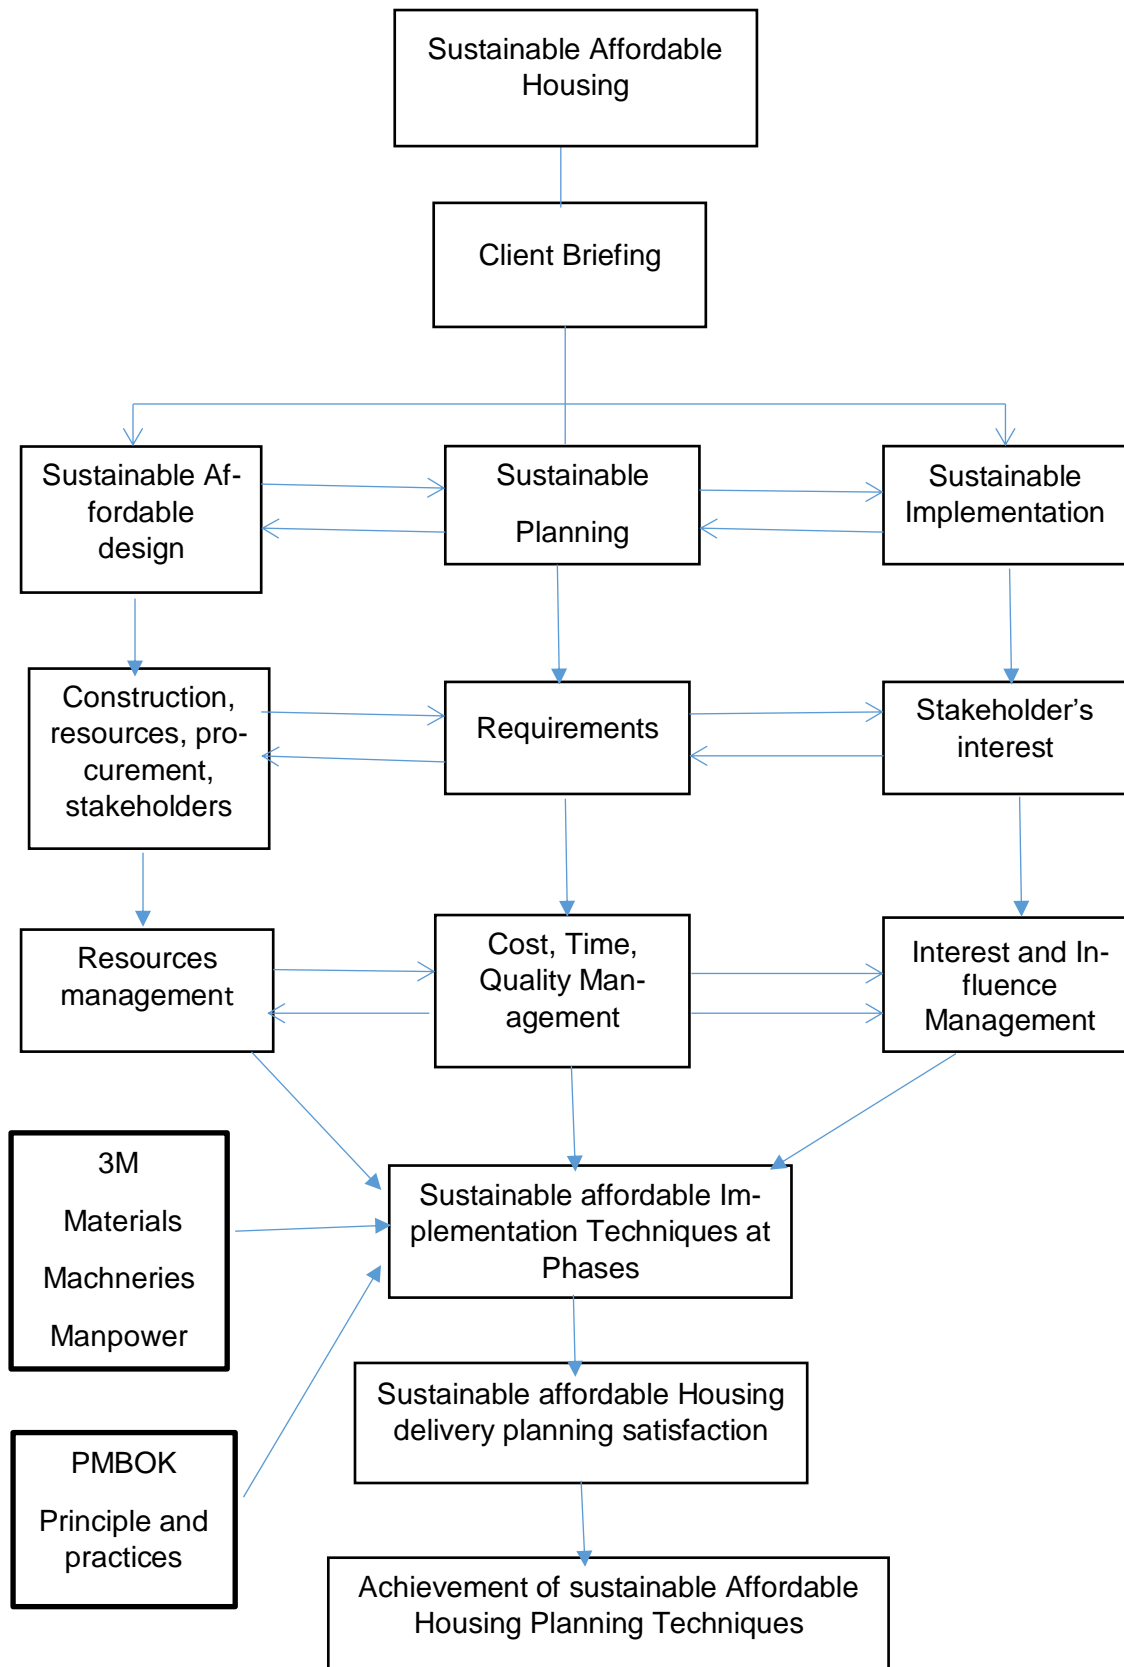 Sustainable Affordable
Housing
Client Briefing
Sustainable Af-
fordable
design
Sustainable
Planning
Sustainable
Implementation
Construction,
resources, pro-
curement,
stakeholders
Requirements
Stakeholder’s
interest
Resources
management
Cost, Time,
Quality Man-
agement
Interest and In-
fluence
Management
3M
Materials
Machneries
Manpower
Sustainable affordable Im-
plementation Techniques at
Phases
Sustainable affordable Housing
delivery planning satisfaction
PMBOK
Principle and
practices
Achievement of sustainable Affordable
Housing Planning Techniques